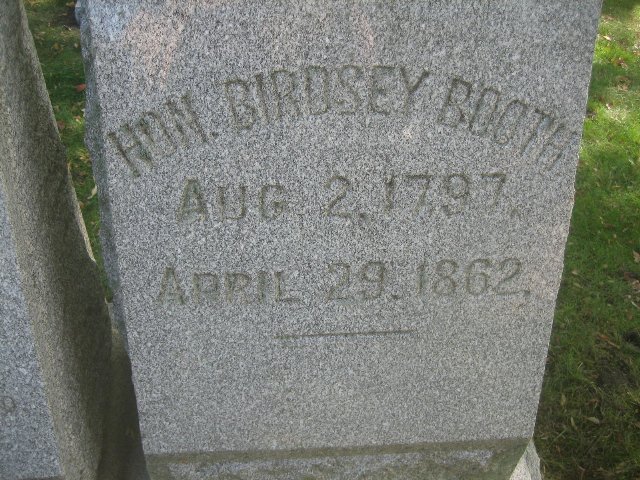 HON. BIRDSEY BOOTH
AUG. 2, 1797.
APRIL 29, 1862.